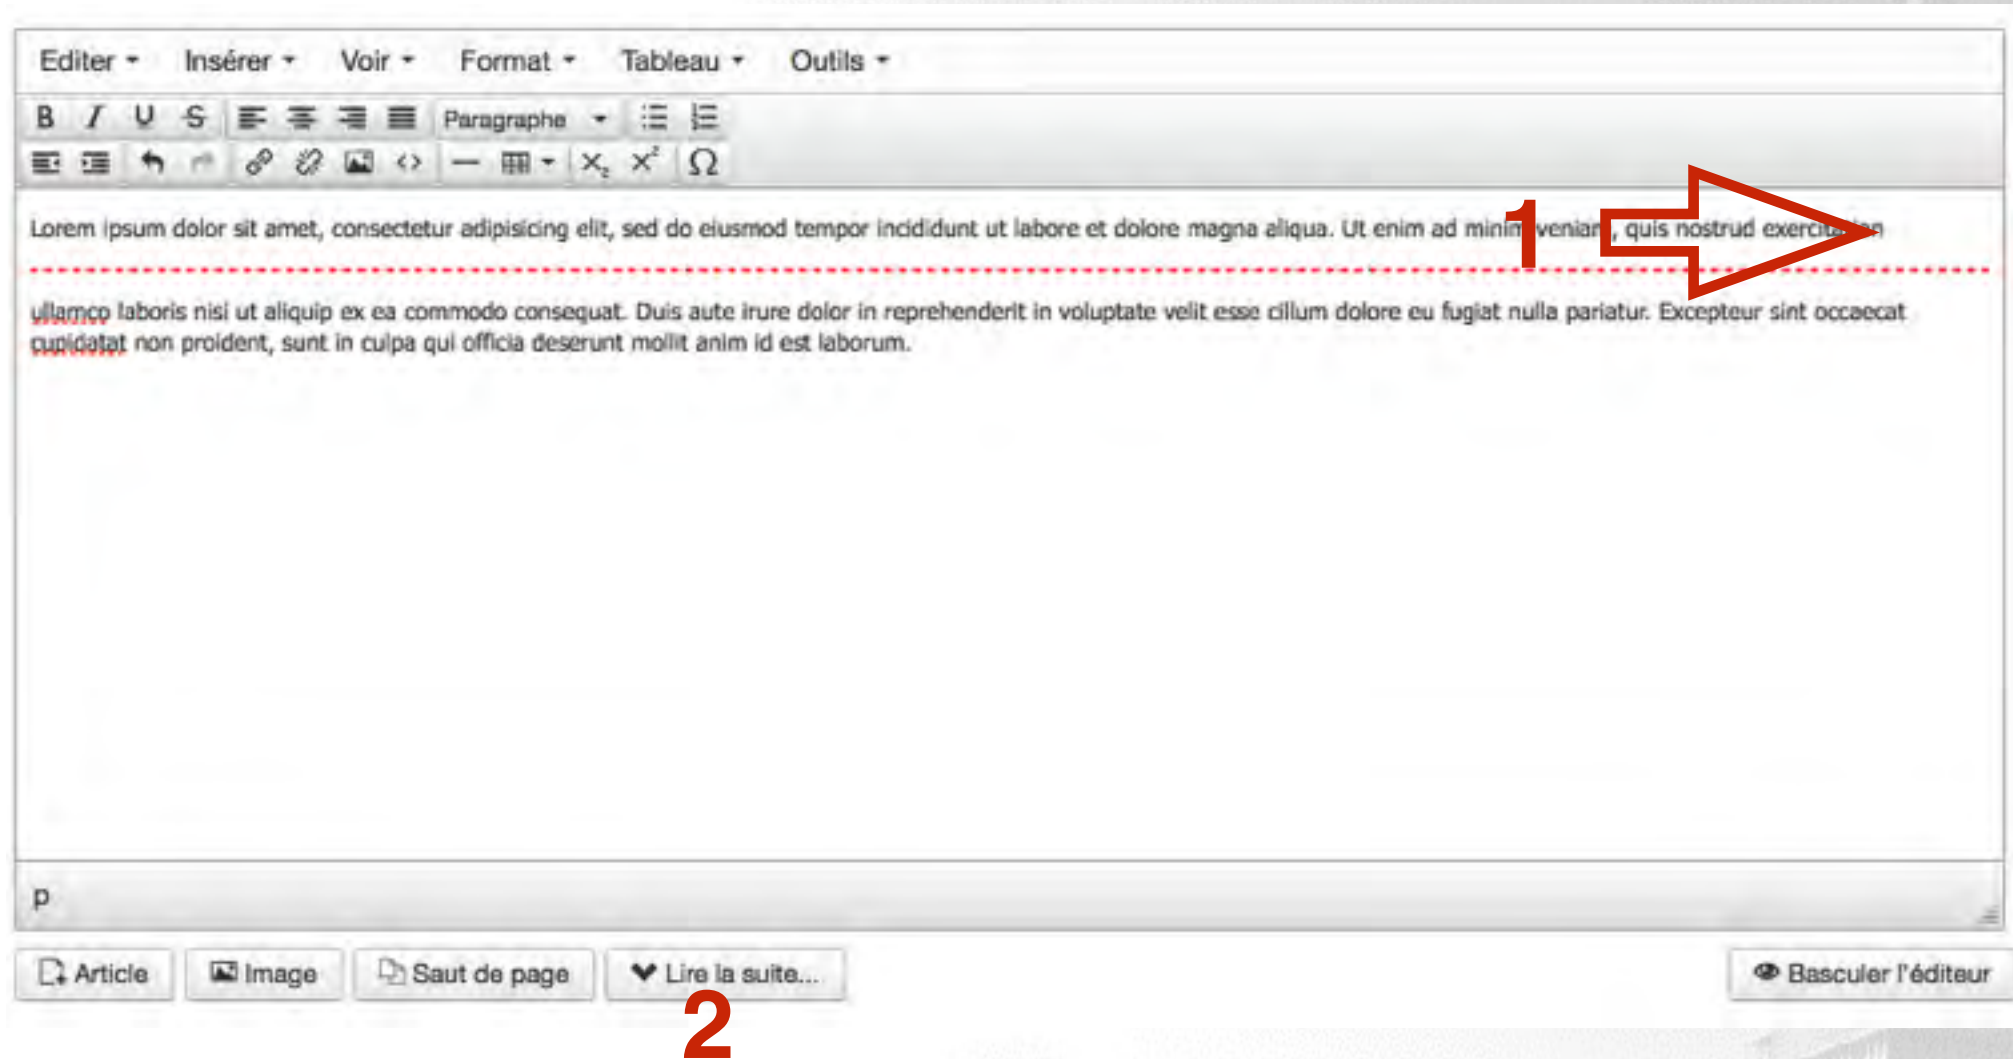 Editer Insérer Voir Format Tableau Outils
B I U S Paragraphe
<> — X₂ X² Ω
1
Lorem ipsum dolor sit amet, consectetur adipisicing elit, sed do eiusmod tempor incididunt ut labore et dolore magna aliqua. Ut enim ad minim veniam, quis nostrud exercitation
ullamco laboris nisi ut aliquip ex ea commodo consequat. Duis aute irure dolor in reprehenderit in voluptate velit esse cillum dolore eu fugiat nulla pariatur. Excepteur sint occaecat
cupidatat non proident, sunt in culpa qui officia deserunt mollit anim id est laborum.
p
Article Image Saut de page Lire la suite... Basculer l'éditeur
2